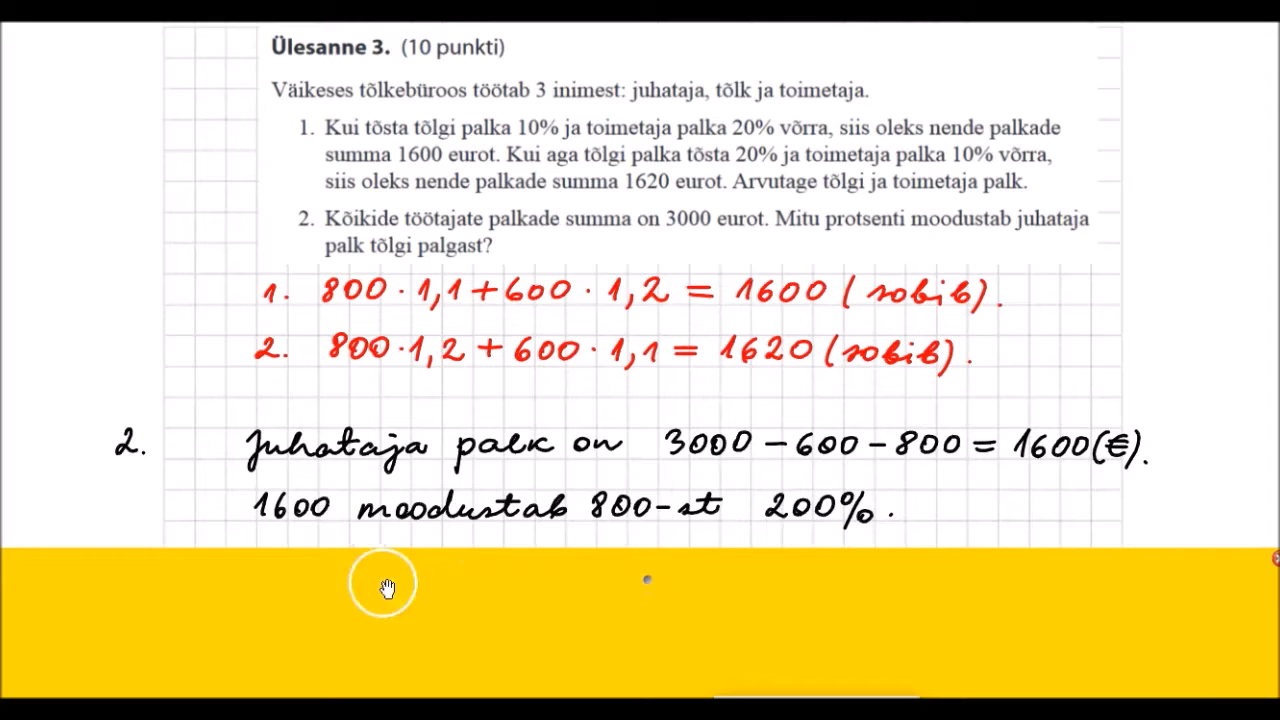 Ülesanne 3. (10 punkti)
Väikeses tõlkebüroos töötab 3 inimest: juhataja, tõlk ja toimetaja.
1. Kui tõsta tõlgi palka 10% ja toimetaja palka 20% võrra, siis oleks nende palkade
summa 1600 eurot. Kui aga tõlgi palka tõsta 20% ja toimetaja palka 10% võrra,
siis oleks nende palkade summa 1620 eurot. Arvutage tõlgi ja toimetaja palk.
2. Kõikide töötajate palkade summa on 3000 eurot. Mitu protsenti moodustab juhataja
palk tõlgi palgast?
1. 800 · 1,1 + 600 · 1,2 = 1600 (sobib).
2. 800 · 1,2 + 600 · 1,1 = 1620 (sobib).
2. Juhataja palk on 3000 – 600 – 800 = 1600 (€).
1600 moodustab 800-st 200%.